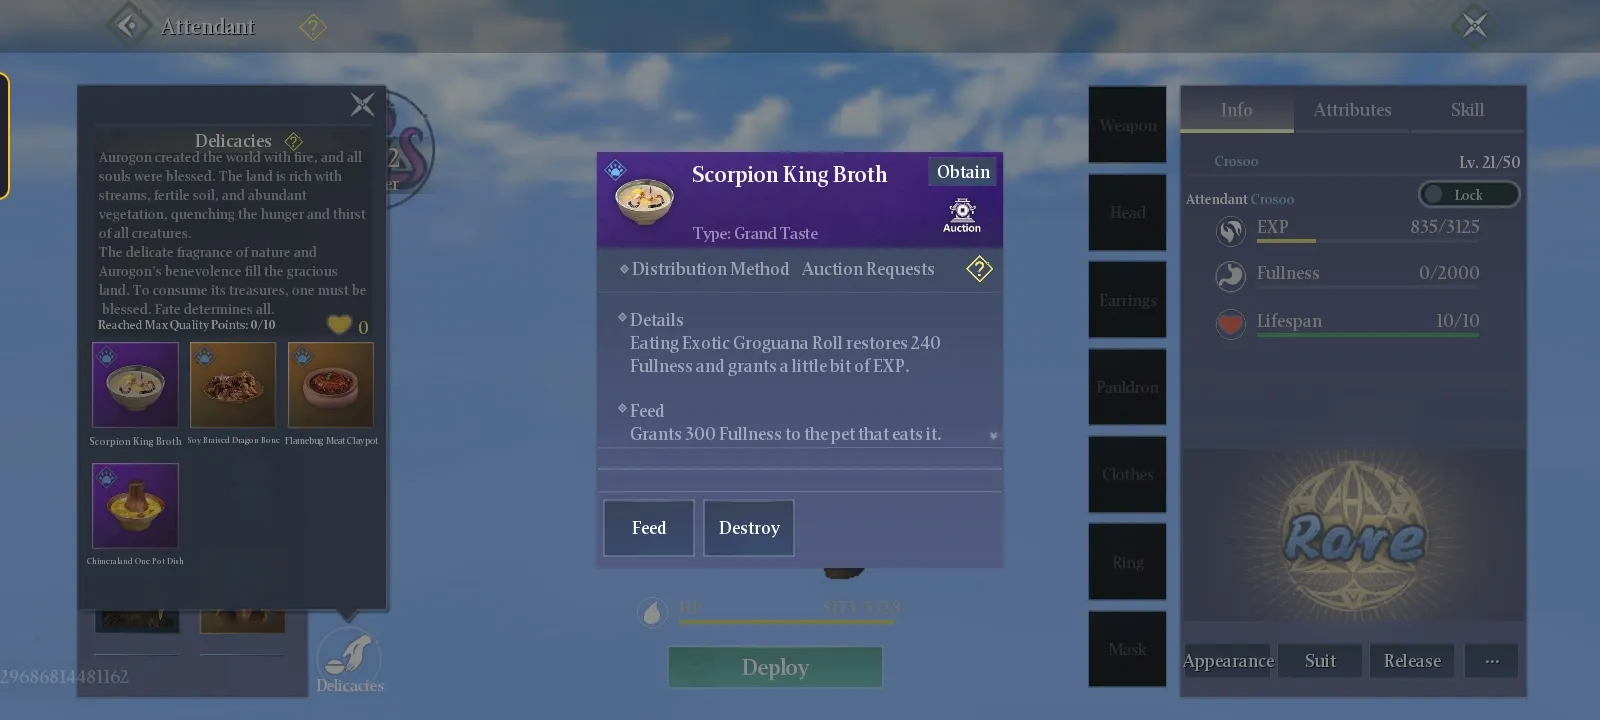 Attendant
Delicacies
Aurogon created the world with fire, and all
souls were blessed. The land is rich with
streams, fertile soil, and abundant
vegetation, quenching the hunger and thirst
of all creatures.
The delicate fragrance of nature and
Aurogon's benevolence fill the gracious
land. To consume its treasures, one must be
blessed. Fate determines all.
Reached Max Quality Points: 0/10
0
Scorpion King Broth
Soy Braised Dragon Bone
Flamebug Meat Claypot
Chimeraland One Pot Dish
Delicacies
29686814481162
Scorpion King Broth
Obtain
Type: Grand Taste
Auction
Distribution Method Auction Requests
Details
Eating Exotic Groguana Roll restores 240
Fullness and grants a little bit of EXP.
Feed
Grants 300 Fullness to the pet that eats it.
Feed
Destroy
HP
Deploy
Weapon
Head
Earrings
Pauldron
Clothes
Ring
Mask
Info
Attributes
Skill
Crosoo
Lv. 21/50
Attendant Crosoo
Lock
EXP 835/3125
Fullness 0/2000
Lifespan 10/10
Rare
Appearance
Suit
Release
...